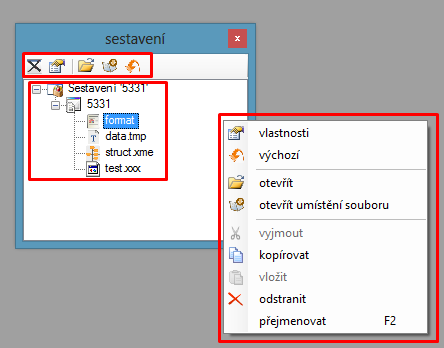 sestavení
Sestavení '5331'
5331
format
data.tmp
struct.xme
test.xxx
vlastnosti
výchozí
otevřít
otevřít umístění souboru
vyjmout
kopírovat
vložit
odstranit
přejmenovat F2